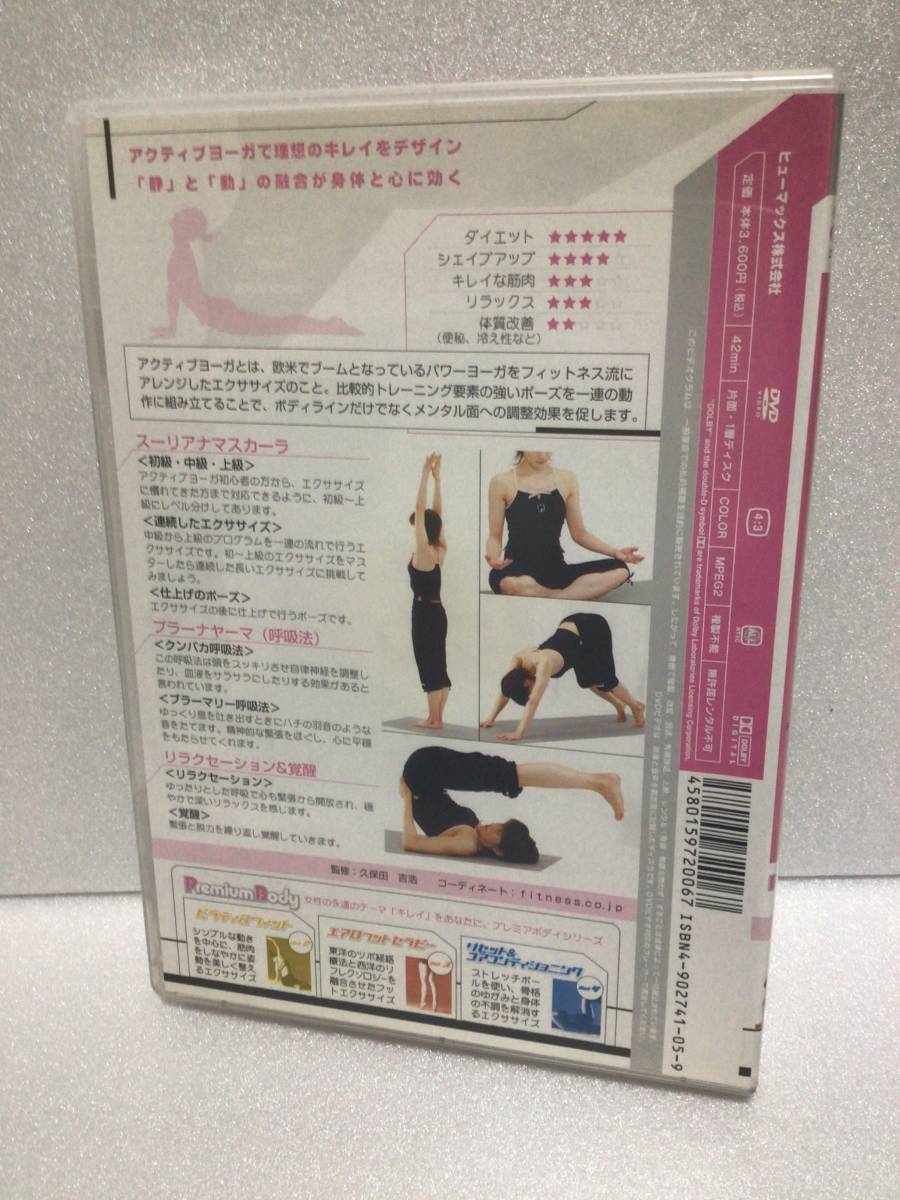 アクティブヨーガで理想のキレイをデザイン
「静」と「動」の融合が身体と心に効く
ダイエット ★★★★★
シェイプアップ ★★★★☆
キレイな筋肉 ★★★☆☆
リラックス ★★★☆☆
体質改善 ★★☆☆☆
(便秘、冷え性など)
アクティブヨーガとは、欧米でブームとなっているパワーヨーガをフィットネス流に
アレンジしたエクササイズのこと。比較的トレーニング要素の強いポーズを一連の動
作に組み立てることで、ボディラインだけでなくメンタル面への調整効果を促します。
スーリアナマスカーラ
<初級・中級・上級>
アクティブヨーガ初心者の方から、エクササイズ
に慣れてきた方まで対応できるように、初級〜上
級にレベル分けしてあります。
<連続したエクササイズ>
中級から上級のプログラムを一連の流れで行うエ
クササイズです。初〜上級のエクササイズをマス
ターしたら連続した長いエクササイズに挑戦して
みましょう。
<仕上げのポーズ>
エクササイズの後に仕上げで行うポーズです。
プラーナヤーマ(呼吸法)
<クンバカ呼吸法>
この呼吸法は頭をスッキリさせ自律神経を調整し
たり、血液をサラサラにしたりする効果があると
言われています。
<ブラーマリー呼吸法>
ゆっくり息を吐き出すときにハチの羽音のような
音をたてます。精神的な緊張をほぐし、心に平穏
をもたらせてくれます。
リラクセーション&覚醒
<リラクセーション>
ゆったりとした呼吸で心も緊張から開放され、穏
やかで深いリラックスを感じます。
<覚醒>
緊張と脱力を繰り返し覚醒していきます。
監修:久保田 吉浩 コーディネート:fitness.co.jp
Premium Body 女性の永遠のテーマ「キレイ」をあなたに。プレミアボディシリーズ
ピラティスフィット
シンプルな動き
を中心に、筋肉
をしなやかに姿
勢を美しく整え
るエクササイズ
エアロフットセラピー
東洋のツボ経絡
療法と西洋のリ
フレクソロジーを
融合させたフッ
トエクササイズ
リセット&
コアコンディショニング
ストレッチポー
ルを使い、骨格
のゆがみと身体
の不調を解消す
るエクササイズ
ヒューマックス株式会社
定価 本体3,600円(税込) 42min 片面・1層ディスク COLOR MPEG2 複製不能 無許諾レンタル不可
DVD
VIDEO
4:3
ALL
NTSC
DOLBY
DIGITAL
"DOLBY" and the double-D symbol are trademarks of Dolby Laboratories Licensing Corporation.
4580159720067 ISBN4-902741-05-9